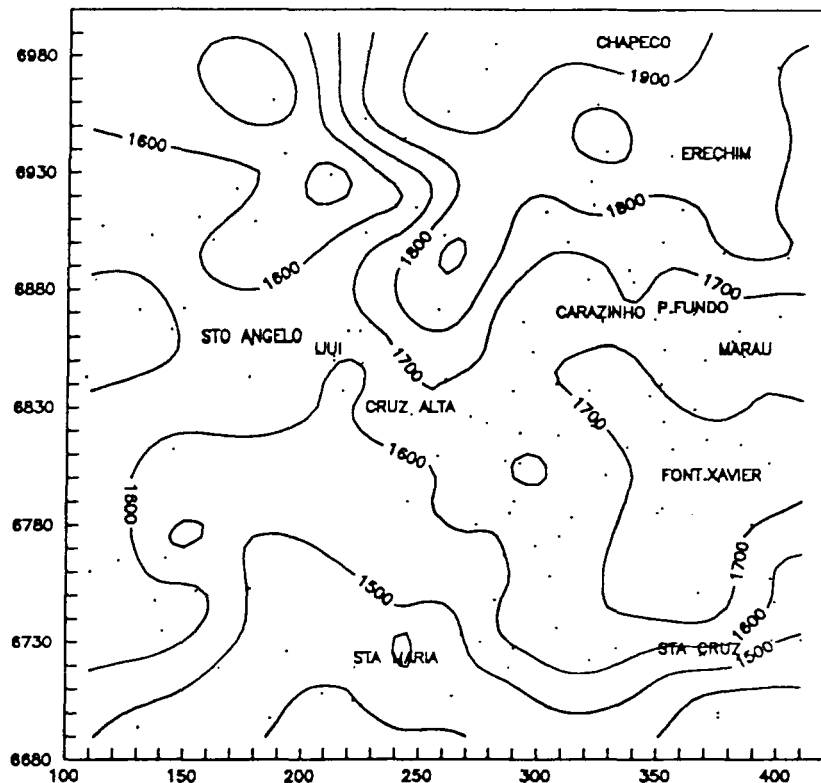 6980
CHAPECO
1900
1600
6930
ERECHIM
1800
1800
1600
6880
1700
CARAZINHO P.FUNDO
STO ANGELO
IJUI
MARAU
1700
6830
CRUZ ALTA
1700
1600
FONT.XAVIER
1600
6780
1700
1500
1600
6730
STA CRUZ
1500
STA MARIA
6680
100 150 200 250 300 350 400